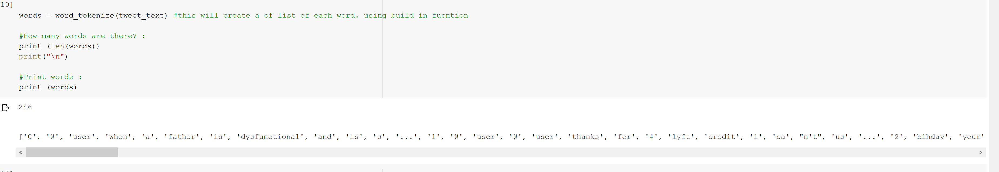 10]
words = word_tokenize(tweet_text) #this will create a of list of each word. using build in fucntion
#How many words are there? :
print (len(words))
print("\n")
#Print words :
print (words)
246
['0', '@', 'user', 'when', 'a', 'father', 'is', 'dysfunctional', 'and', 'is', 's', '...', '1', '@', 'user', '@', 'user', 'thanks', 'for', '#', 'lyft', 'credit', 'i', 'ca', "n't", 'us', '...', '2', 'bihday', 'your'